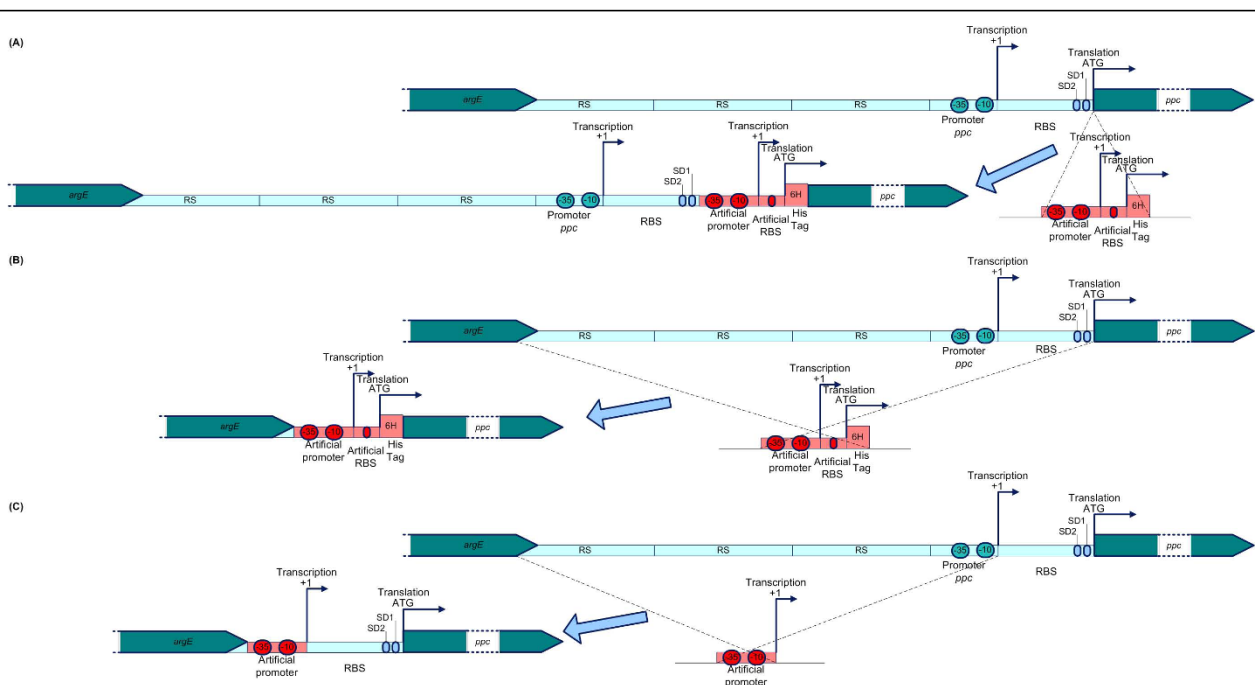 (A)
Transcription
+1
Translation
ATG
SD1
SD2
argE
RS
RS
RS
-35
-10
ppc
Promoter
ppc
RBS
Transcription
+1
Transcription
+1
Translation
ATG
SD1
SD2
argE
RS
RS
RS
-35
-10
-35
-10
6H
ppc
Promoter
ppc
RBS
Artificial
promoter
Artificial
RBS
His
Tag
Transcription
+1
Translation
ATG
-35
-10
6H
Artificial
promoter
Artificial
RBS
His
Tag
(B)
Transcription
+1
Translation
ATG
SD1
SD2
argE
RS
RS
RS
-35
-10
ppc
Promoter
ppc
RBS
Transcription
+1
Translation
ATG
argE
-35
-10
6H
ppc
Artificial
promoter
Artificial
RBS
His
Tag
Transcription
+1
Translation
ATG
-35
-10
6H
Artificial
promoter
Artificial
RBS
His
Tag
(C)
Transcription
+1
Translation
ATG
SD1
SD2
argE
RS
RS
RS
-35
-10
ppc
Promoter
ppc
RBS
Transcription
+1
Translation
ATG
SD1
SD2
argE
-35
-10
ppc
Artificial
promoter
RBS
Transcription
+1
-35
-10
Artificial
promoter